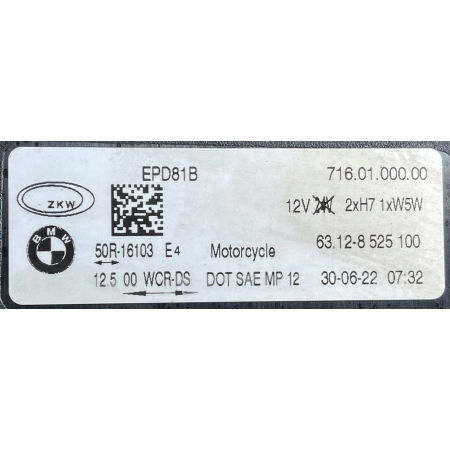 EPD81B 716.01.000.00
ZKW
12V 2xH7 1xW5W
BMW
50R-16103 E4 Motorcycle 63.12-8 525 100
12.5 00 WCR-DS DOT SAE MP 12 30-06-22 07:32